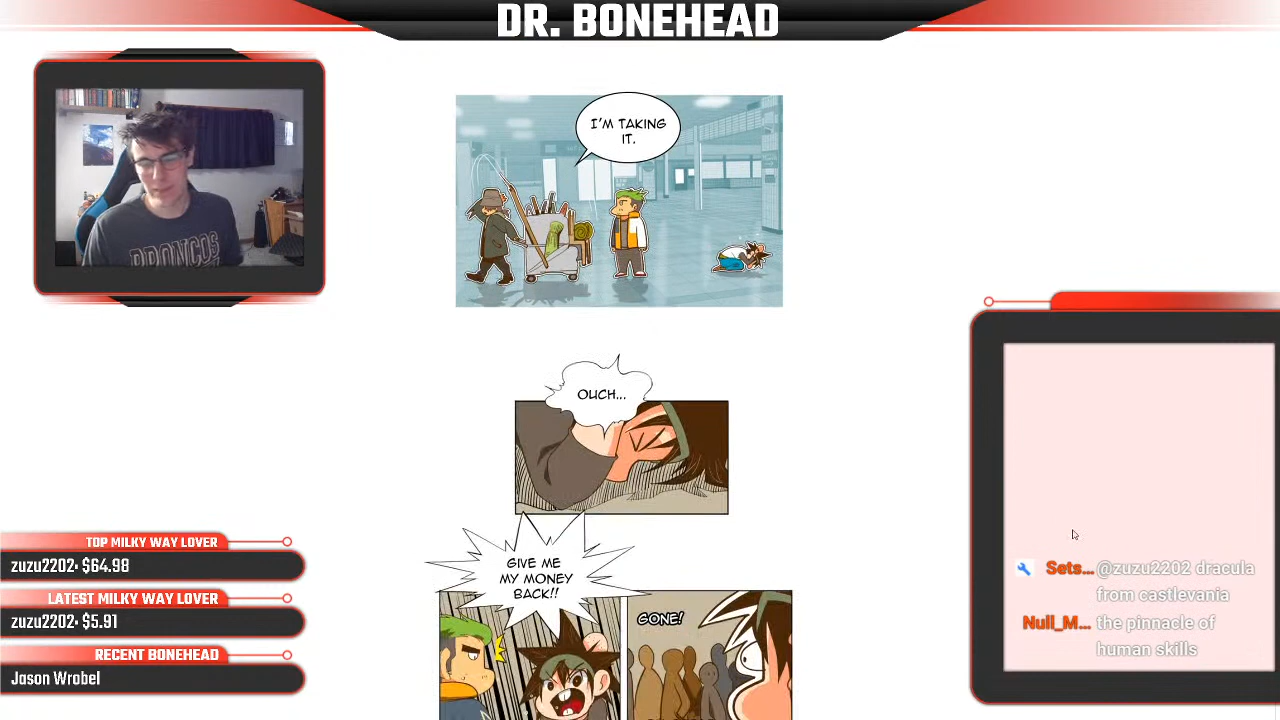 DR. BONEHEAD
BRONCOS
I'M TAKING
IT.
OUCH...
GIVE ME
MY MONEY
BACK!!
GONE!
TOP MILKY WAY LOVER
zuzu2202: $64.98
LATEST MILKY WAY LOVER
zuzu2202: $5.91
RECENT BONEHEAD
Jason Wrobel
Sets... @zuzu2202 dracula
from castlevania
Null_M... the pinnacle of
human skills